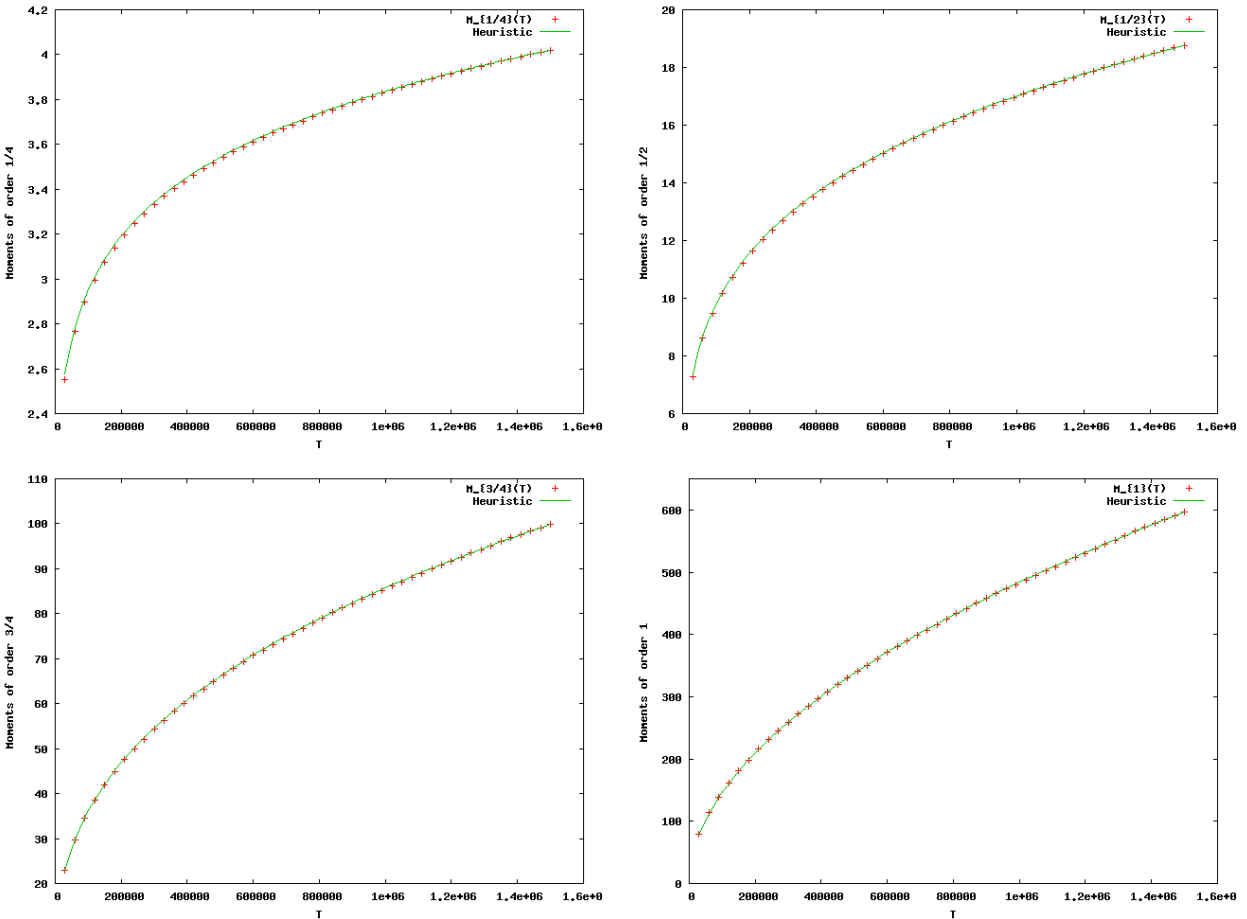 4.2
4
3.8
3.6
3.4
3.2
3
2.8
2.6
2.4
Moments of order 1/4
M_{1/4}(T)
Heuristic
0 200000 400000 600000 800000 1e+06 1.2e+06 1.4e+06 1.6e+0
T
20
18
16
14
12
10
8
6
Moments of order 1/2
M_{1/2}(T)
Heuristic
0 200000 400000 600000 800000 1e+06 1.2e+06 1.4e+06 1.6e+0
T
110
100
90
80
70
60
50
40
30
20
Moments of order 3/4
M_{3/4}(T)
Heuristic
0 200000 400000 600000 800000 1e+06 1.2e+06 1.4e+06 1.6e+0
T
600
500
400
300
200
100
0
Moments of order 1
M_{1}(T)
Heuristic
0 200000 400000 600000 800000 1e+06 1.2e+06 1.4e+06 1.6e+0
T